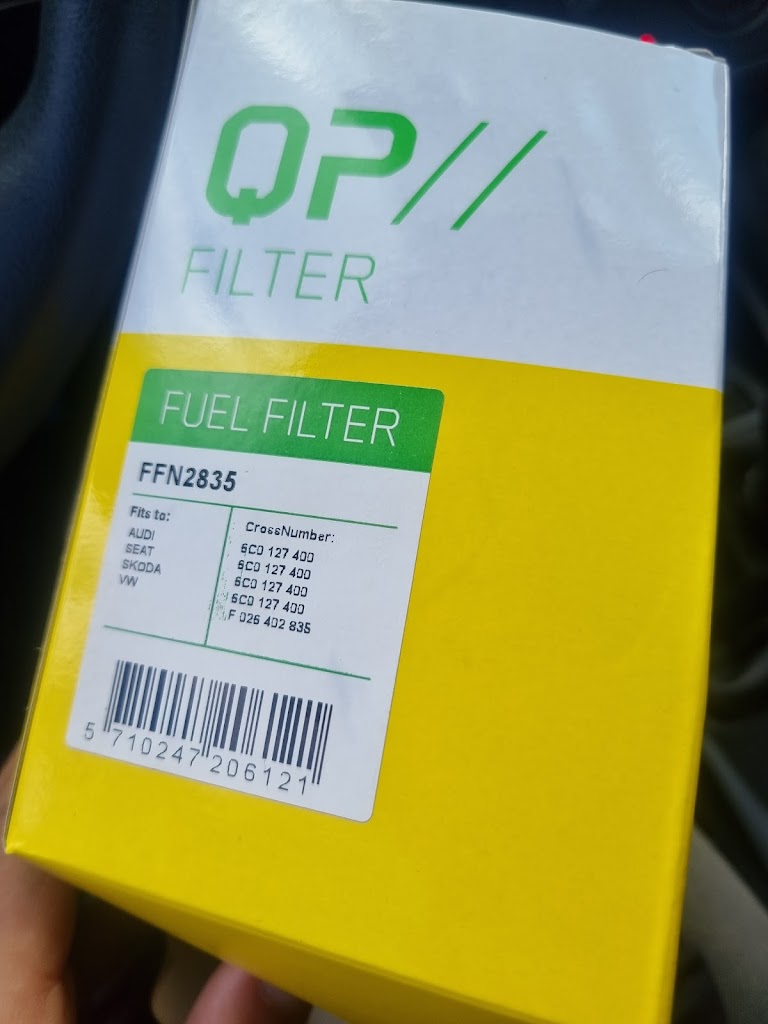 QP//
FILTER
FUEL FILTER
FFN2835
Fits to:
AUDI
SEAT
SKODA
VW
CrossNumber:
6C0 127 400
6C0 127 400
6C0 127 400
6C0 127 400
F 026 402 835
5 710247 206121